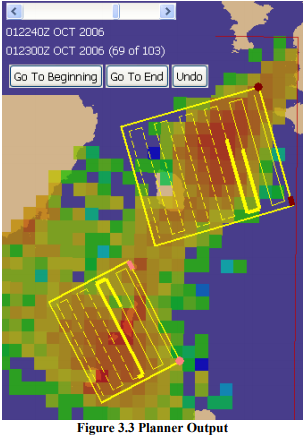 012240Z OCT 2006
012300Z OCT 2006 (69 of 103)
Go To Beginning Go To End Undo
Figure 3.3 Planner Output